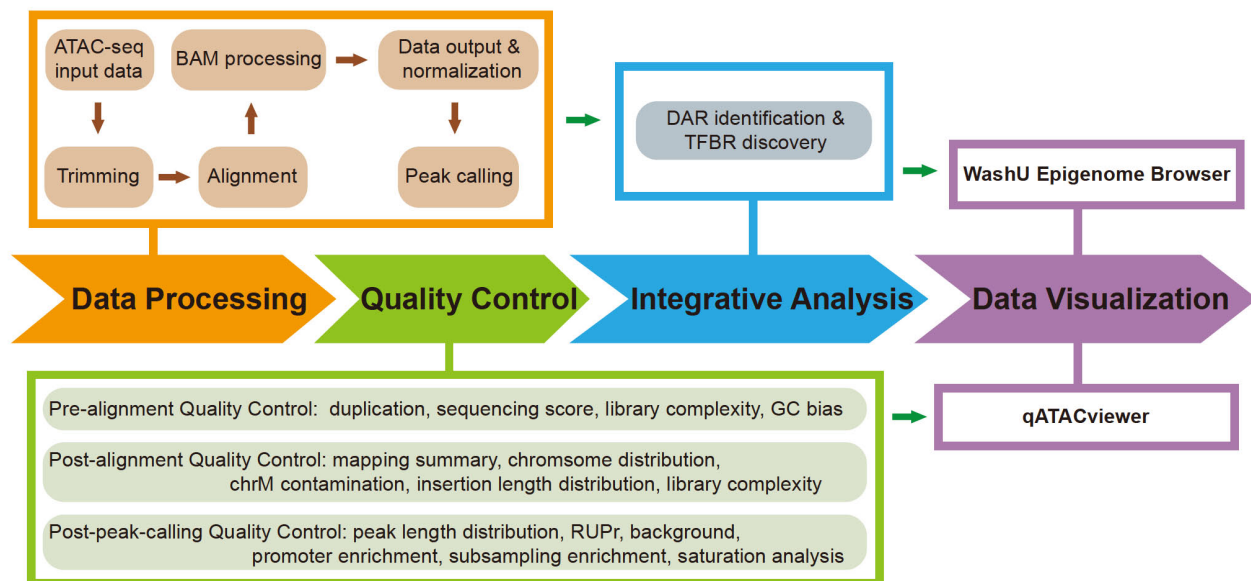 ATAC-seq
input data
BAM processing
Data output &
normalization
Trimming
Alignment
Peak calling
DAR identification &
TFBR discovery
WashU Epigenome Browser
Data Processing
Quality Control
Integrative Analysis
Data Visualization
Pre-alignment Quality Control: duplication, sequencing score, library complexity, GC bias
Post-alignment Quality Control: mapping summary, chromsome distribution,
chrM contamination, insertion length distribution, library complexity
Post-peak-calling Quality Control: peak length distribution, RUPr, background,
promoter enrichment, subsampling enrichment, saturation analysis
qATACviewer